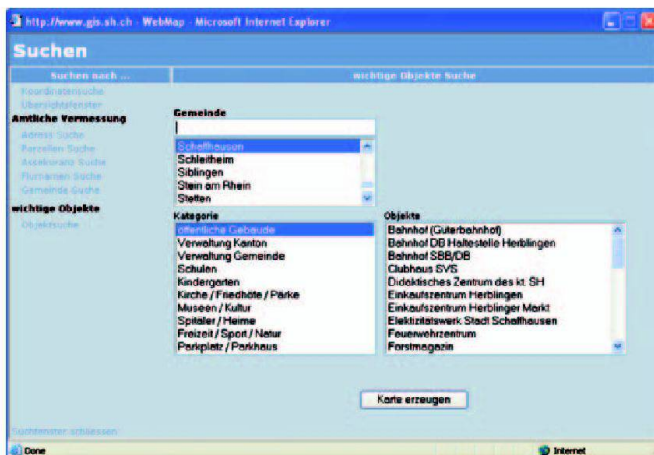 http://www.gis.sh.ch - WebMap - Microsoft Internet Explorer
Suchen
Suchen nach ...
wichtige Objekte Suche
Koordinatensuche
Übersichtsfenster
Amtliche Vermessung
Adress Suche
Parzellen Suche
Assekuranz Suche
Flurnamen Suche
Gemeinde Suche
wichtige Objekte
Objektsuche
Gemeinde
Schaffhausen
Schleitheim
Siblingen
Stein am Rhein
Stetten
Kategorie
öffentliche Gebäude
Verwaltung Kanton
Verwaltung Gemeinde
Schulen
Kindergarten
Kirche / Friedhöfe / Parke
Museen / Kultur
Spitäler / Heime
Freizeit / Sport / Natur
Parkplatz / Parkhaus
Objekte
Bahnhof (Güterbahnhof)
Bahnhof DB Haltestelle Herblingen
Bahnhof SBB/DB
Clubhaus SVS
Didaktisches Zentrum des kt. SH
Einkaufszentrum Herblingen
Einkaufszentrum Herblinger Markt
Elektizitätswerk Stadt Schaffhausen
Feuerwehrzentrum
Forstmagazin
Karte erzeugen
Suchfenster schliessen
Done
Internet